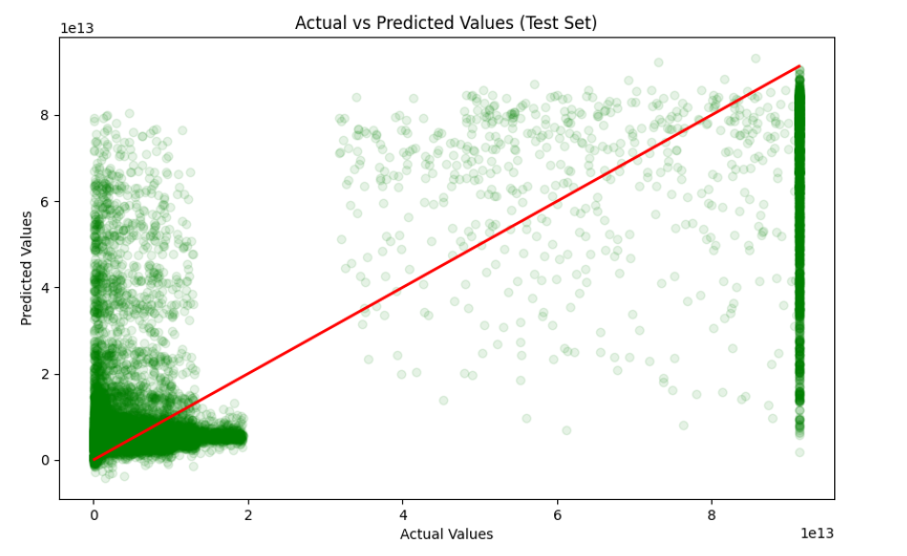 Actual vs Predicted Values (Test Set)
1e13
8
6
4
2
0
Predicted Values
0 2 4 6 8
1e13
Actual Values